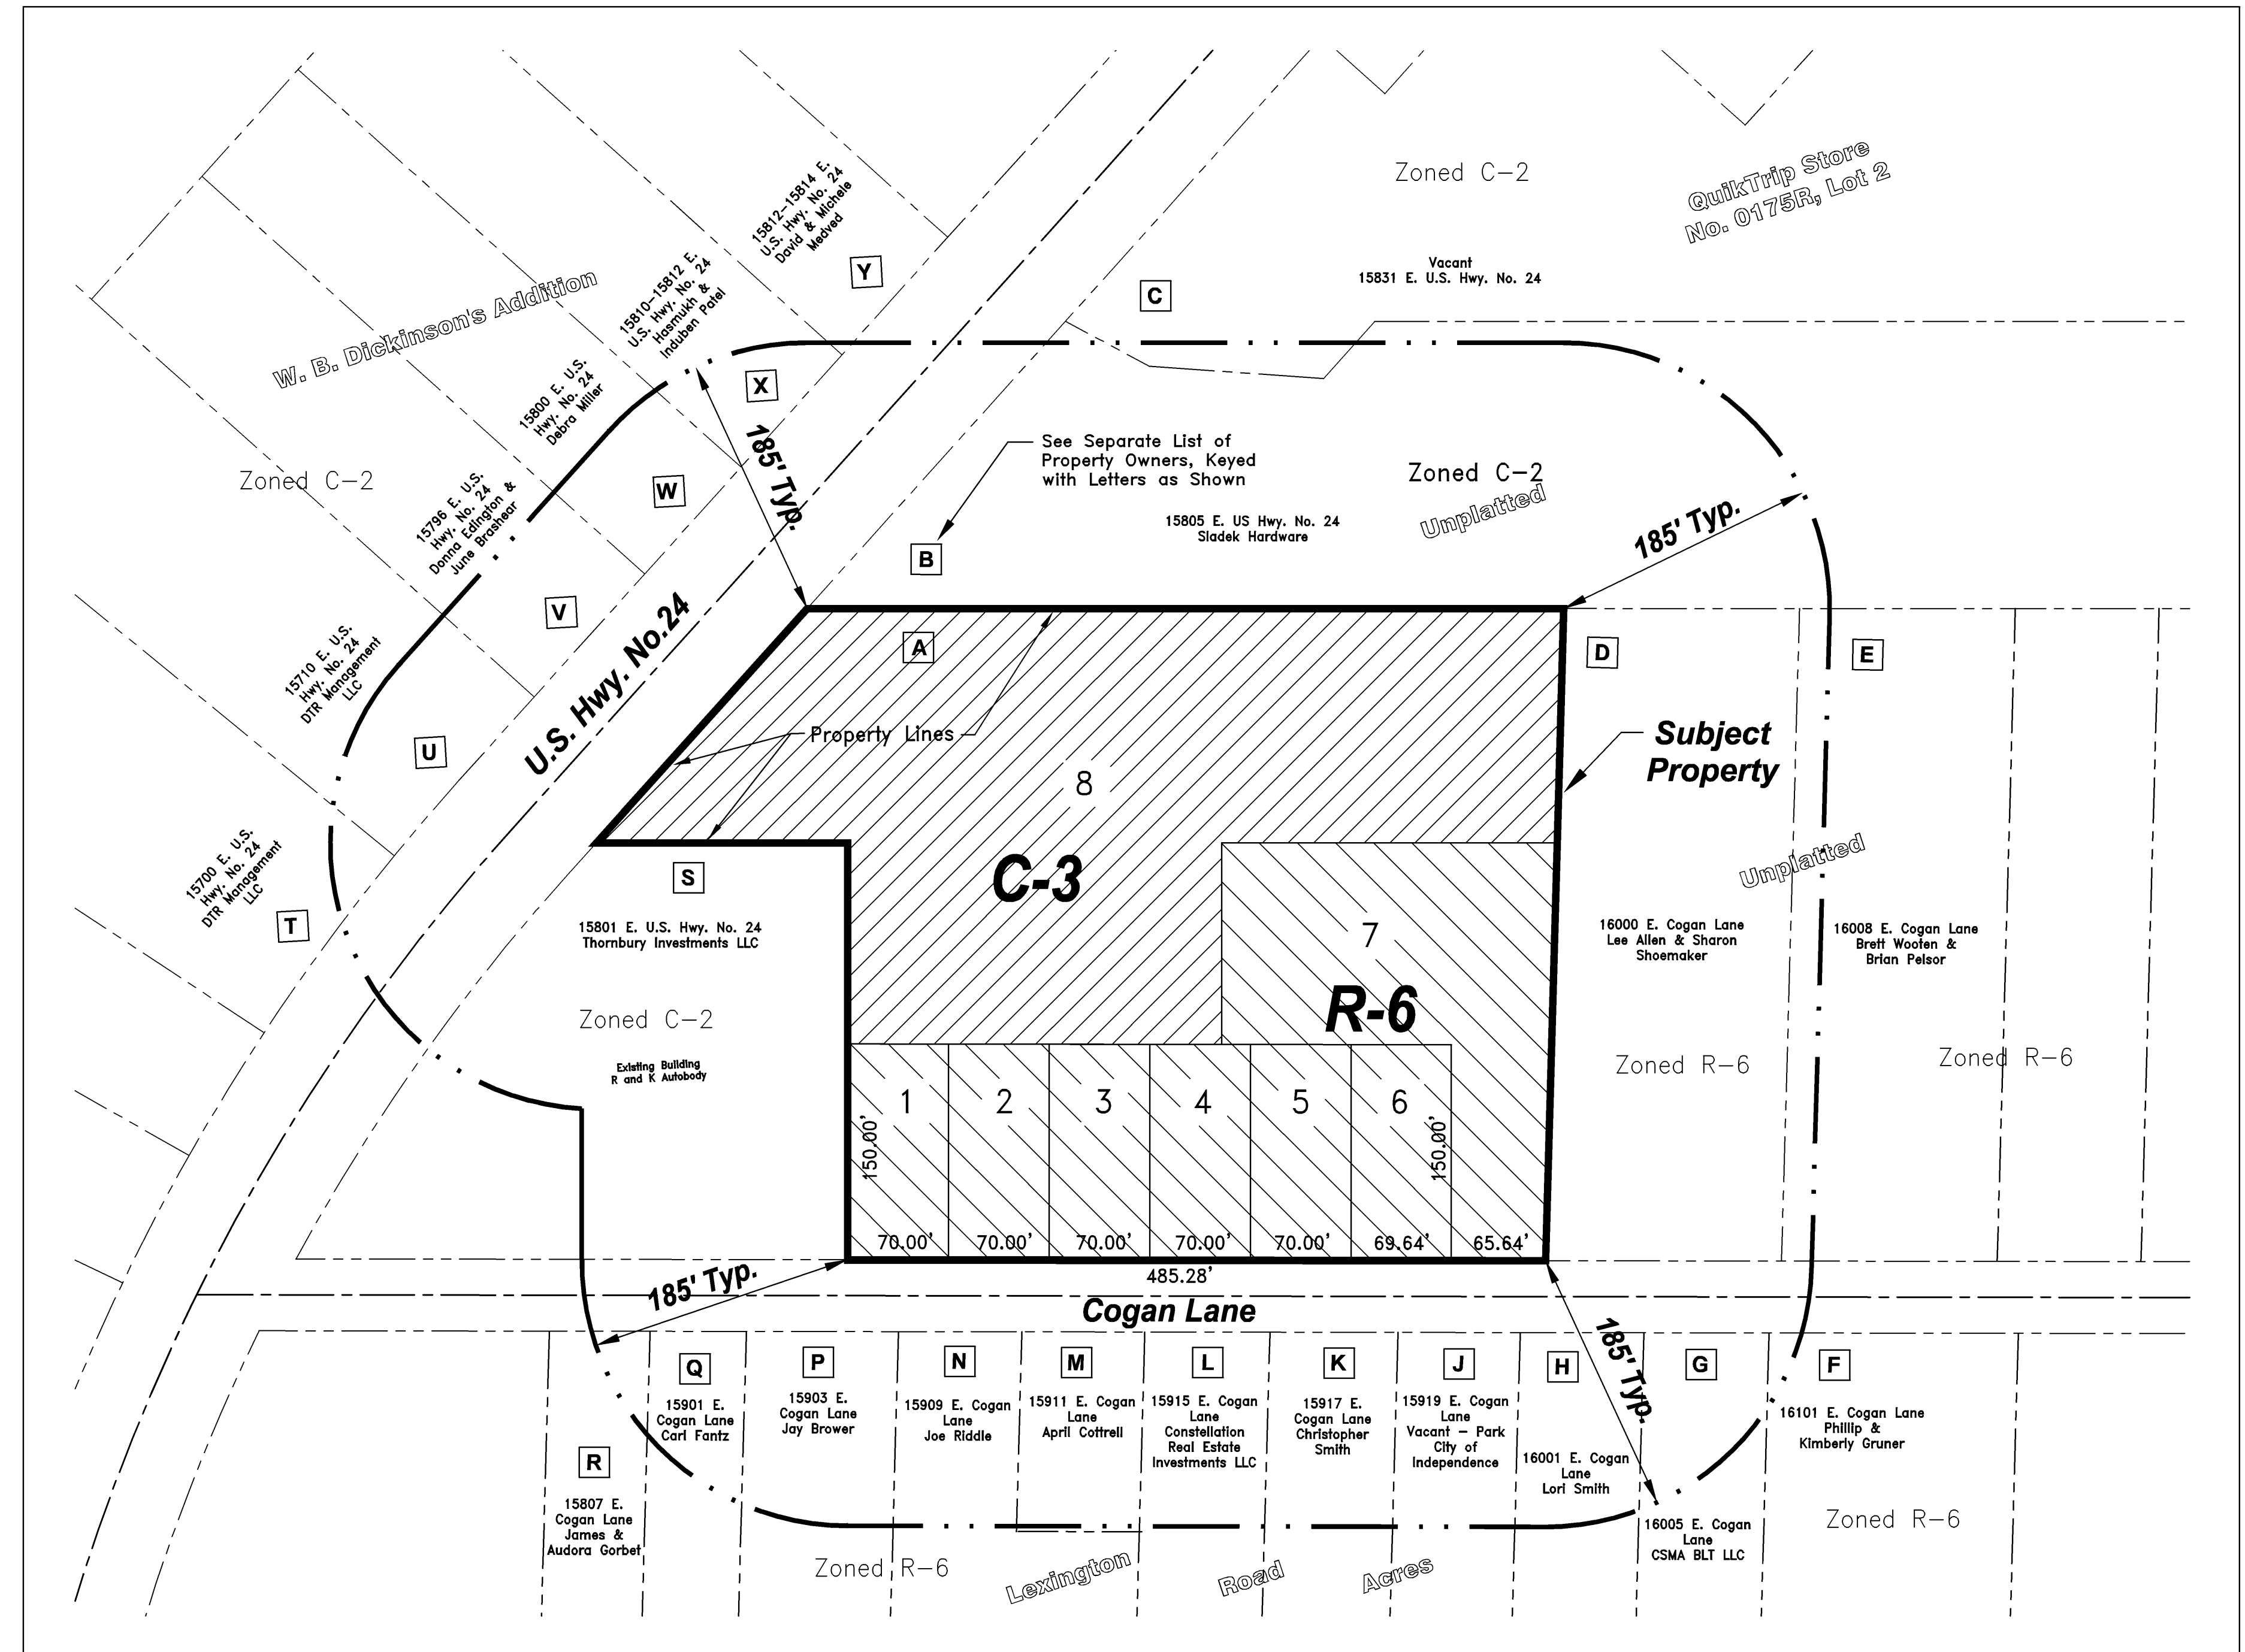 Zoned C-2
QuikTrip Store
No. 0175R, Lot 2
15812-15814 E.
U.S. Hwy. No. 24
David & Michele
Medved
Y
C
Vacant
15831 E. U.S. Hwy. No. 24
15810-15812 E.
U.S. Hwy. No. 24
Hasmukh &
Induben Patel
W. B. Dickinson's Addition
X
15800 E. U.S.
Hwy. No. 24
Debra Miller
185' Typ.
See Separate List of
Property Owners, Keyed
with Letters as Shown
Zoned C-2
Unplatted
Zoned C-2
W
15796 E. U.S.
Hwy. No. 24
Donna Edington &
June Brashear
15805 E. US Hwy. No. 24
Sladek Hardware
185' Typ.
B
V
U.S. Hwy. No.24
A
D
E
15710 E. U.S.
Hwy. No. 24
DTR Management
LLC
U
Property Lines
Subject
Property
8
15700 E. U.S.
Hwy. No. 24
DTR Management
LLC
T
S
C-3
Unplatted
15801 E. U.S. Hwy. No. 24
Thornbury Investments LLC
7
R-6
16000 E. Cogan Lane
Lee Allen & Sharon
Shoemaker
16008 E. Cogan Lane
Brett Wooten &
Brian Pelsor
Zoned C-2
Existing Building
R and K Autobody
Zoned R-6
Zoned R-6
1
2
3
4
5
6
150.00'
150.00'
70.00'
70.00'
70.00'
70.00'
70.00'
69.64'
65.64'
485.28'
185' Typ.
Cogan Lane
185' Typ.
Q
15901 E.
Cogan Lane
Carl Fantz
P
15903 E.
Cogan Lane
Jay Brower
N
15909 E. Cogan
Lane
Joe Riddle
M
15911 E. Cogan
Lane
April Cottrell
L
15915 E. Cogan
Lane
Constellation
Real Estate
Investments LLC
K
15917 E.
Cogan Lane
Christopher
Smith
J
15919 E. Cogan
Lane
Vacant - Park
City of
Independence
H
16001 E. Cogan
Lane
Lori Smith
G
16005 E. Cogan
Lane
CSMA BLT LLC
F
16101 E. Cogan Lane
Phillip &
Kimberly Gruner
R
15807 E.
Cogan Lane
James &
Audora Gorbet
Zoned R-6
Zoned R-6
Lexington Road Acres